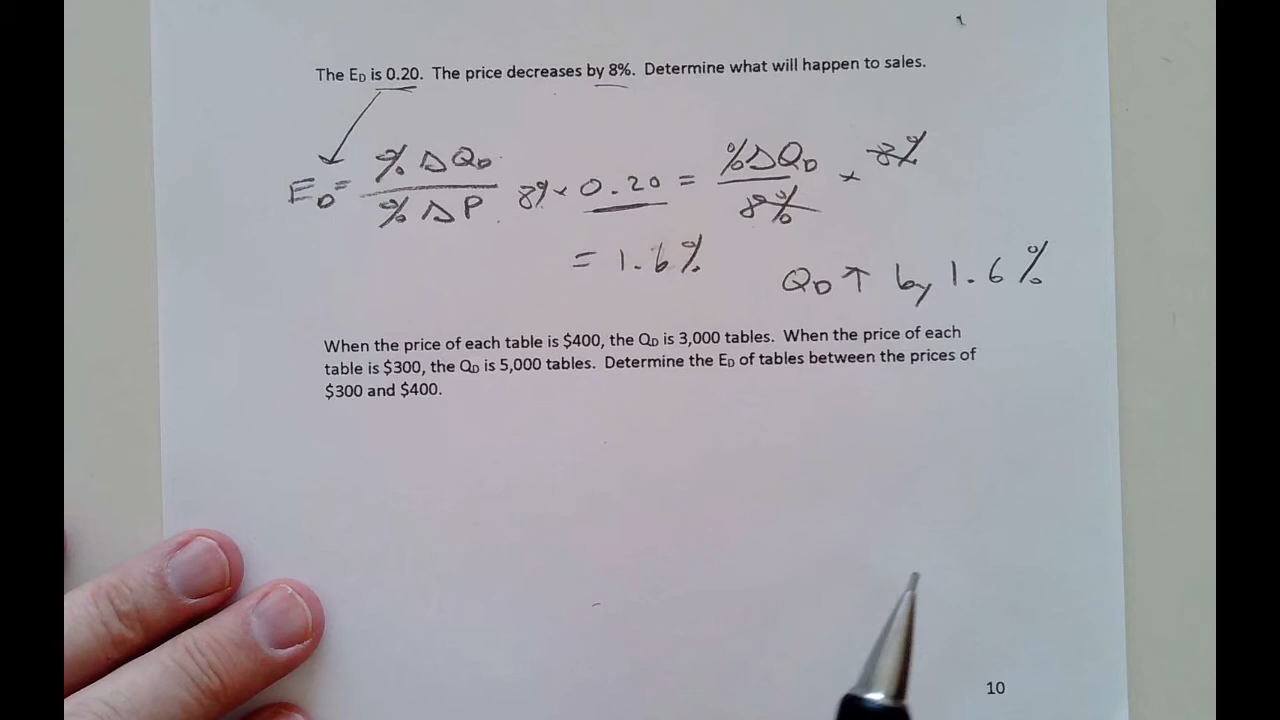 The ED is 0.20. The price decreases by 8%. Determine what will happen to sales.
ED = %ΔQD / %ΔP 8% × 0.20 = %ΔQD / 8% × 8%
= 1.6% QD ↑ by 1.6%
When the price of each table is $400, the QD is 3,000 tables. When the price of each
table is $300, the QD is 5,000 tables. Determine the ED of tables between the prices of
$300 and $400.
10